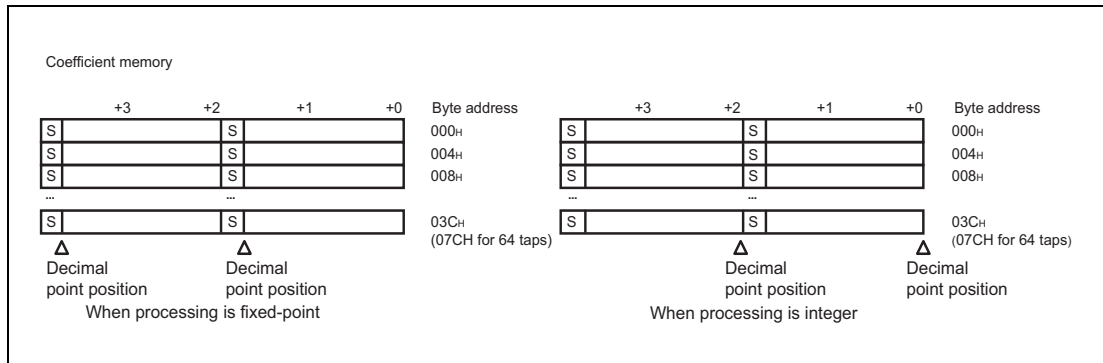 Coefficient memory
+3 +2 +1 +0 Byte address
S S 000H
S S 004H
S S 008H
... ...
S S 03CH
(07CH for 64 taps)
Decimal point position
Decimal point position
When processing is fixed-point
+3 +2 +1 +0 Byte address
S S 000H
S S 004H
S S 008H
... ...
S S 03CH
(07CH for 64 taps)
Decimal point position
Decimal point position
When processing is integer